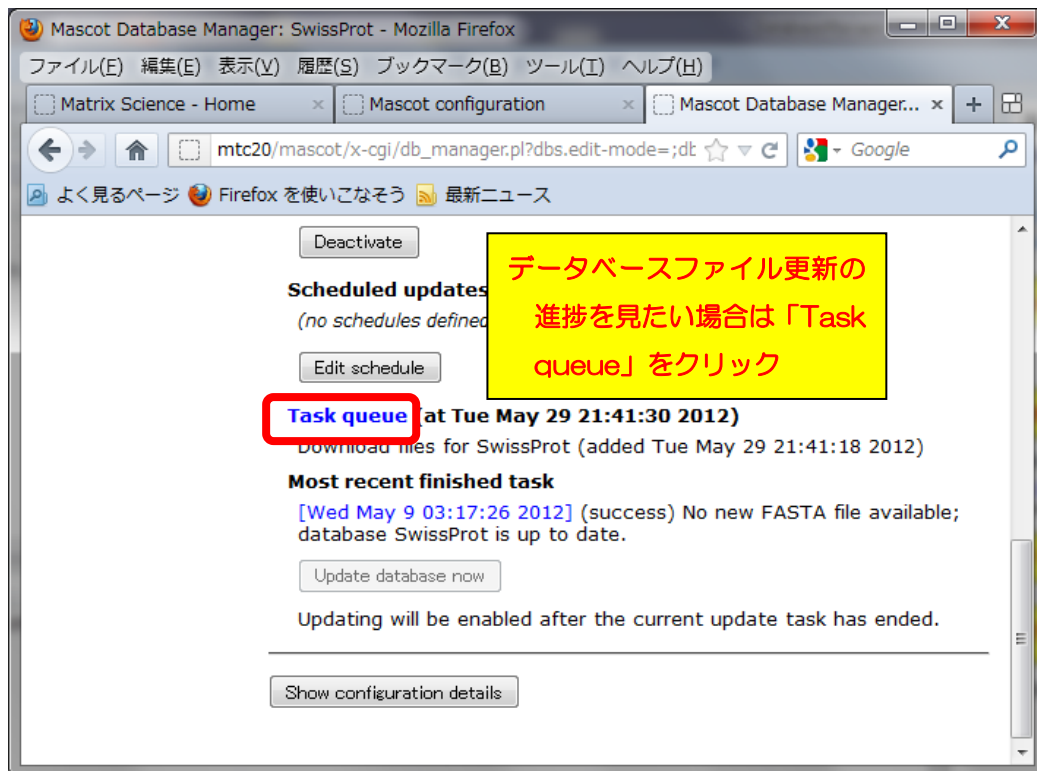 Mascot Database Manager: SwissProt - Mozilla Firefox
ファイル(F) 編集(E) 表示(V) 履歴(S) ブックマーク(B) ツール(T) ヘルプ(H)
Matrix Science - Home × Mascot configuration × Mascot Database Manager... × +
mtc20/mascot/x-cgi/db_manager.pl?dbs.edit-mode=;dt Google
よく見るページ Firefox を使いこなそう 最新ニュース
Deactivate
データベースファイル更新の
進捗を見たい場合は「Task
queue」をクリック
Scheduled updates
(no schedules defined
Edit schedule
Task queue (at Tue May 29 21:41:30 2012)
Download files for SwissProt (added Tue May 29 21:41:18 2012)
Most recent finished task
[Wed May 9 03:17:26 2012] (success) No new FASTA file available;
database SwissProt is up to date.
Update database now
Updating will be enabled after the current update task has ended.
Show configuration details